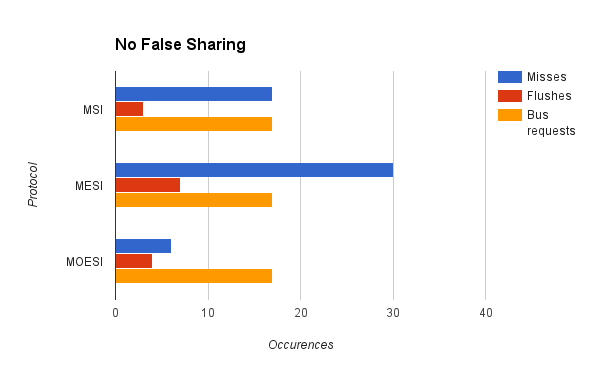 No False Sharing
Misses
Flushes
Bus
requests
MSI
MESI
MOESI
Protocol
0 10 20 30 40
Occurences